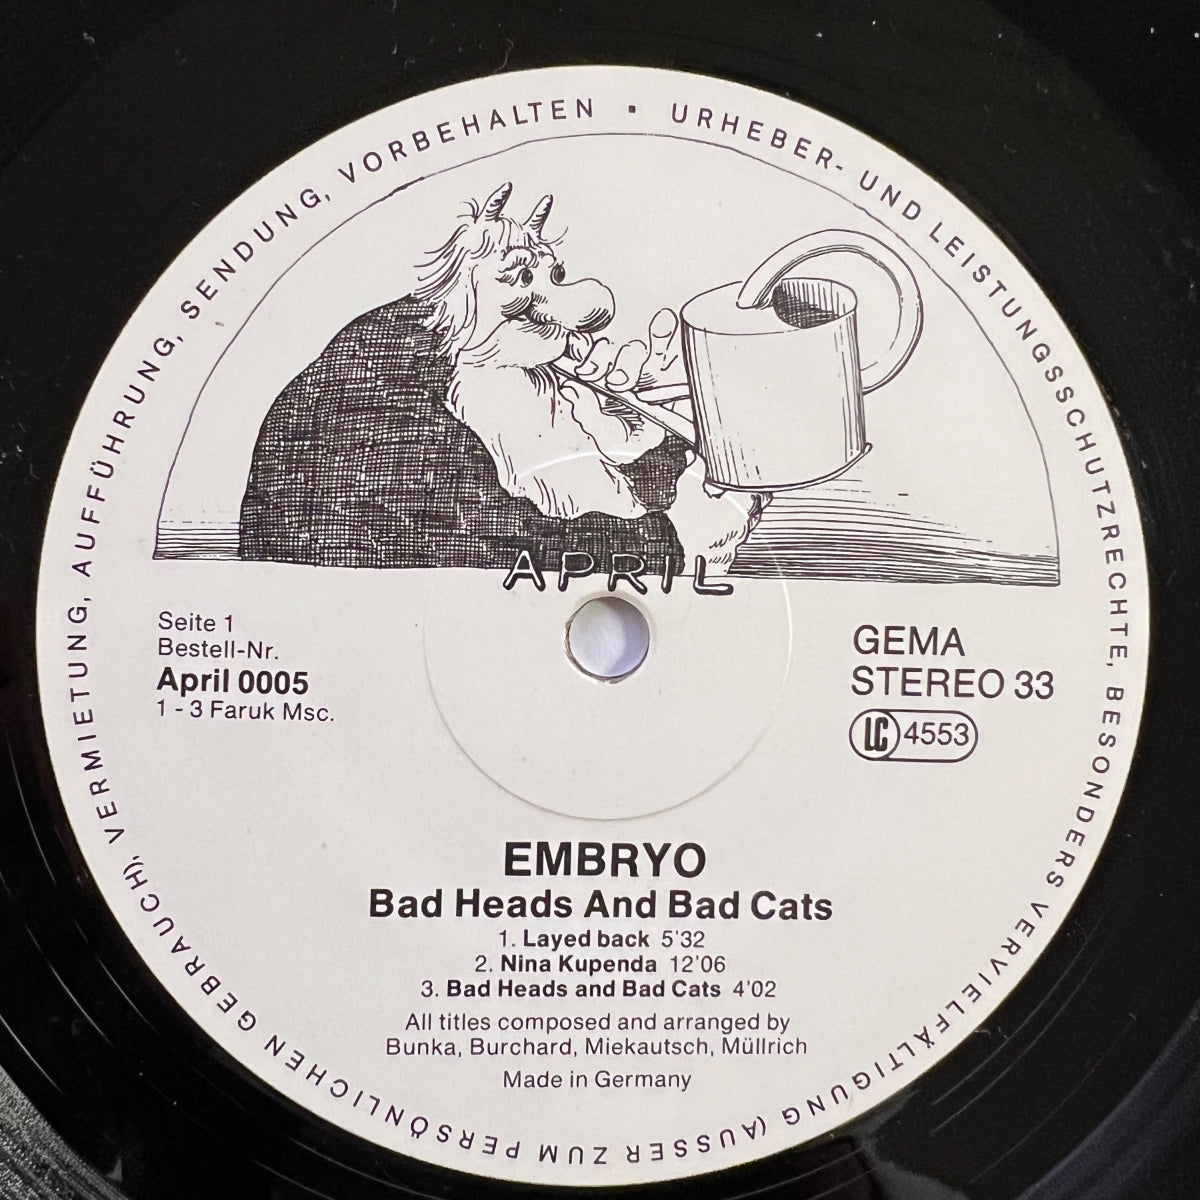 URHEBER- UND LEISTUNGSSCHUTZRECHTE, BESONDERS VERVIELFÄLTIGUNG (AUSSER ZUM PERSÖNLICHEN GEBRAUCH), VERMIETUNG, AUFFÜHRUNG, SENDUNG, VORBEHALTEN ·
APRIL
Seite 1
Bestell-Nr.
April 0005
1 - 3 Faruk Msc.
GEMA
STEREO 33
LC 4553
EMBRYO
Bad Heads And Bad Cats
1. Layed back 5'32
2. Nina Kupenda 12'06
3. Bad Heads and Bad Cats 4'02
All titles composed and arranged by
Bunka, Burchard, Miekautsch, Müllrich
Made in Germany